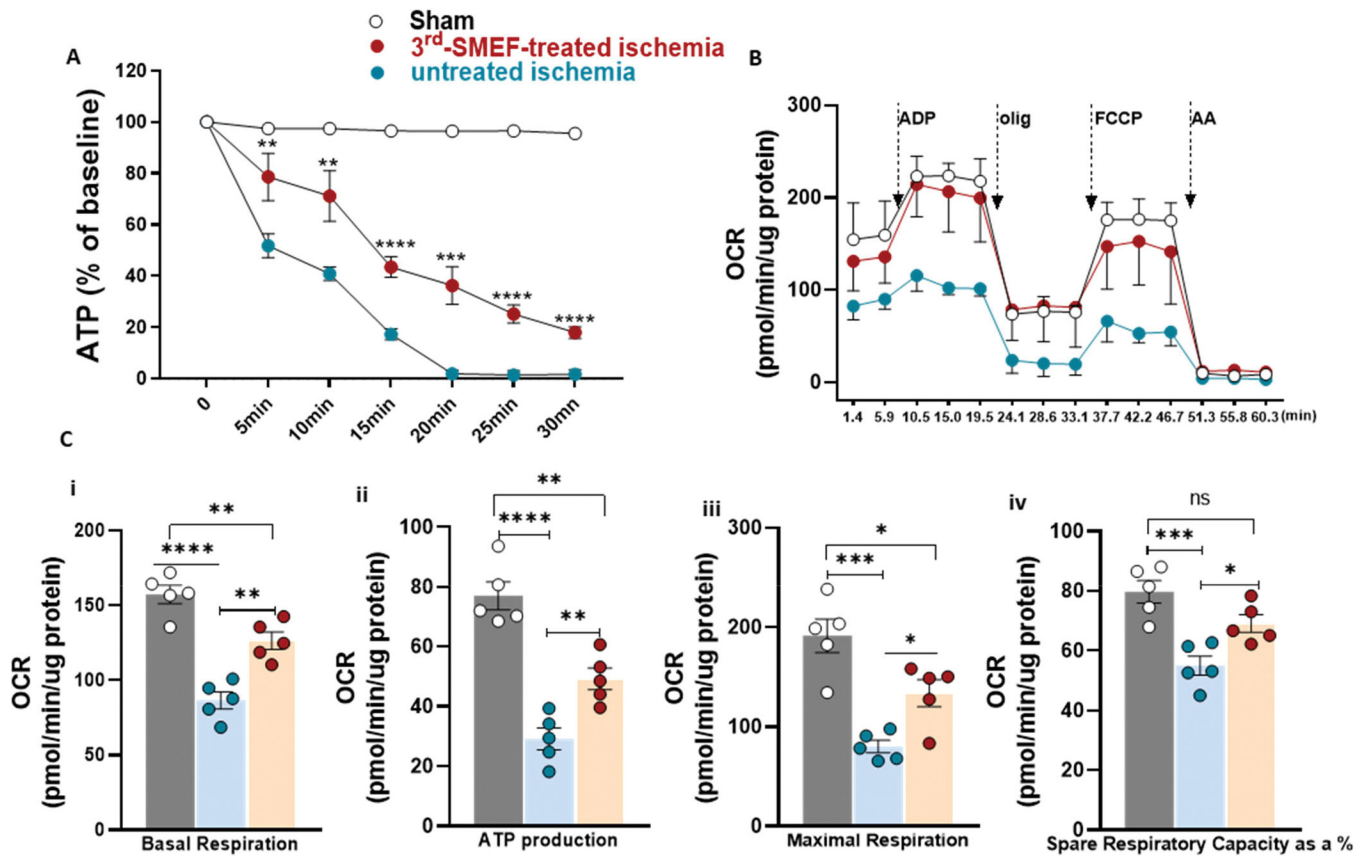 Sham
3rd-SMEF-treated ischemia
untreated ischemia
A
ATP (% of baseline)
120
100
80
60
40
20
0
** ** **** *** **** ****
0 5min 10min 15min 20min 25min 30mn
B
OCR
(pmol/min/ug protein)
300
200
100
0
ADP olig FCCP AA
1.4 5.9 10.5 15.0 19.5 24.1 28.6 33.1 37.7 42.2 46.7 51.3 55.8 60.3 (min)
C
i
OCR
(pmol/min/ug protein)
200
150
100
50
0
**
****
**
Basal Respiration
ii
OCR
(pmol/min/ug protein)
100
80
60
40
20
0
**
****
**
ATP production
iii
OCR
(pmol/min/ug protein)
300
200
100
0
*
***
*
Maximal Respiration
iv
OCR
(pmol/min/ug protein)
100
80
60
40
20
0
ns
***
*
Spare Respiratory Capacity as a %